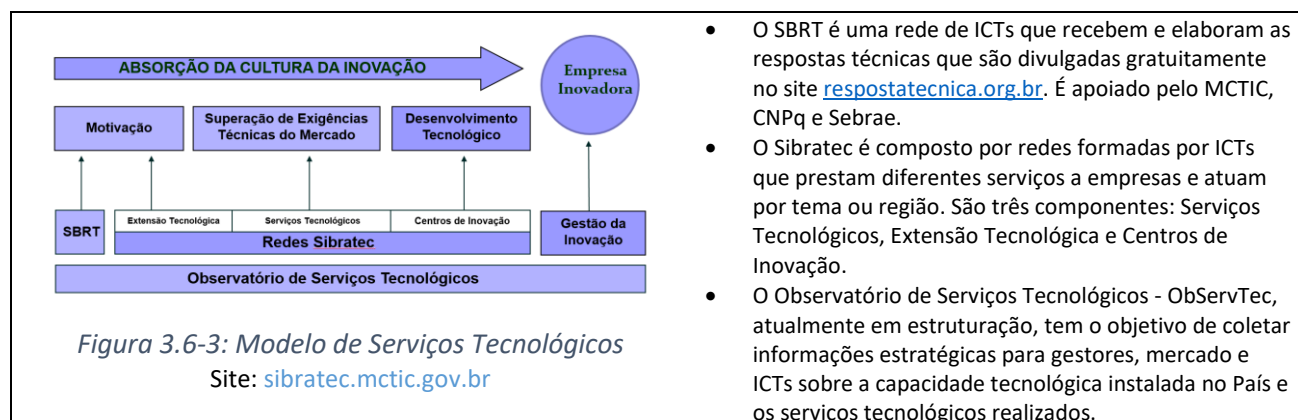 ABSORÇÃO DA CULTURA DA INOVAÇÃO
Empresa
Inovadora
Motivação
Superação de Exigências
Técnicas do Mercado
Desenvolvimento
Tecnológico
SBRT
Extensão Tecnológica
Serviços Tecnológicos
Centros de Inovação
Redes Sibratec
Gestão da
Inovação
Observatório de Serviços Tecnológicos
Figura 3.6-3: Modelo de Serviços Tecnológicos
Site: sibratec.mctic.gov.br
• O SBRT é uma rede de ICTs que recebem e elaboram as
respostas técnicas que são divulgadas gratuitamente
no site respostatecnica.org.br. É apoiado pelo MCTIC,
CNPq e Sebrae.
• O Sibratec é composto por redes formadas por ICTs
que prestam diferentes serviços a empresas e atuam
por tema ou região. São três componentes: Serviços
Tecnológicos, Extensão Tecnológica e Centros de
Inovação.
• O Observatório de Serviços Tecnológicos - ObServTec,
atualmente em estruturação, tem o objetivo de coletar
informações estratégicas para gestores, mercado e
ICTs sobre a capacidade tecnológica instalada no País e
os serviços tecnológicos realizados.